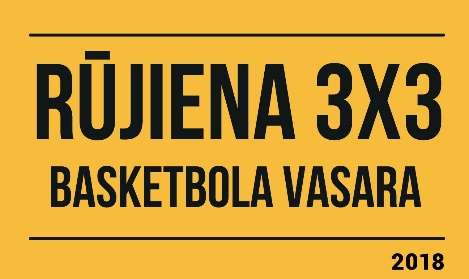 RŪJIENA 3X3
BASKETBOLA VASARA
2018